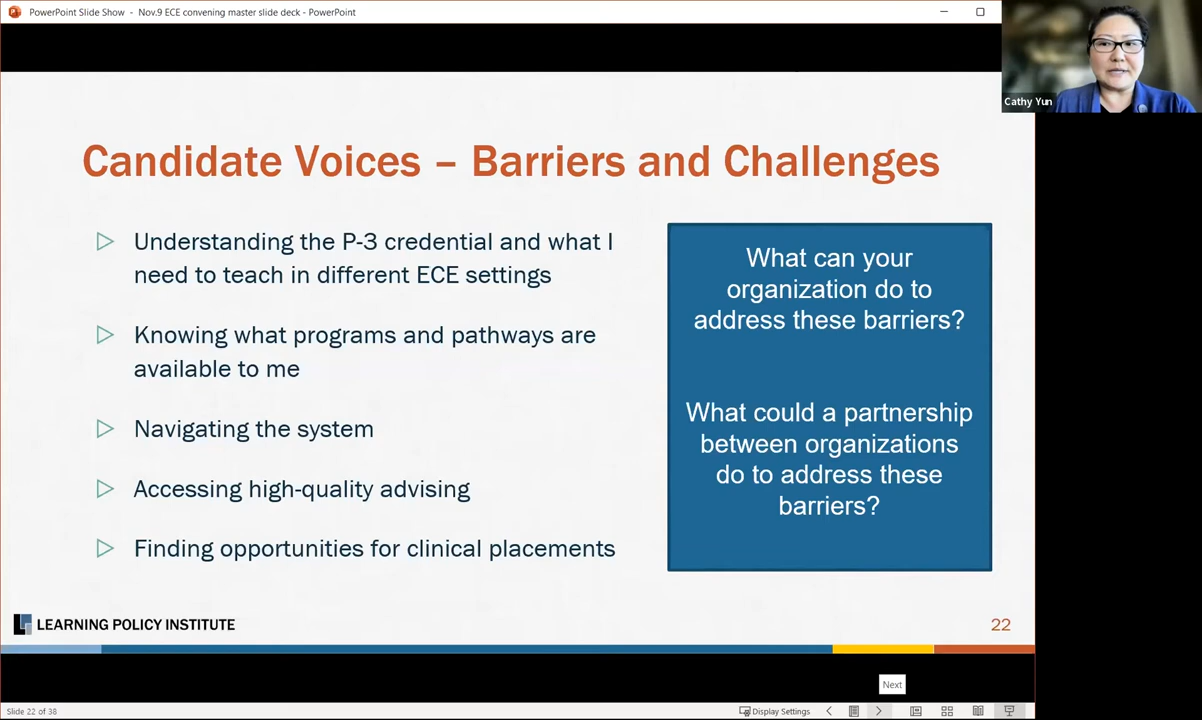 PowerPoint Slide Show - Nov.9 ECE convening master slide deck - PowerPoint
Cathy Yun
Candidate Voices – Barriers and Challenges
Understanding the P-3 credential and what I
need to teach in different ECE settings
Knowing what programs and pathways are
available to me
Navigating the system
Accessing high-quality advising
Finding opportunities for clinical placements
What can your
organization do to
address these barriers?
What could a partnership
between organizations
do to address these
barriers?
LEARNING POLICY INSTITUTE
22
Next
Slide 22 of 38
Display Settings